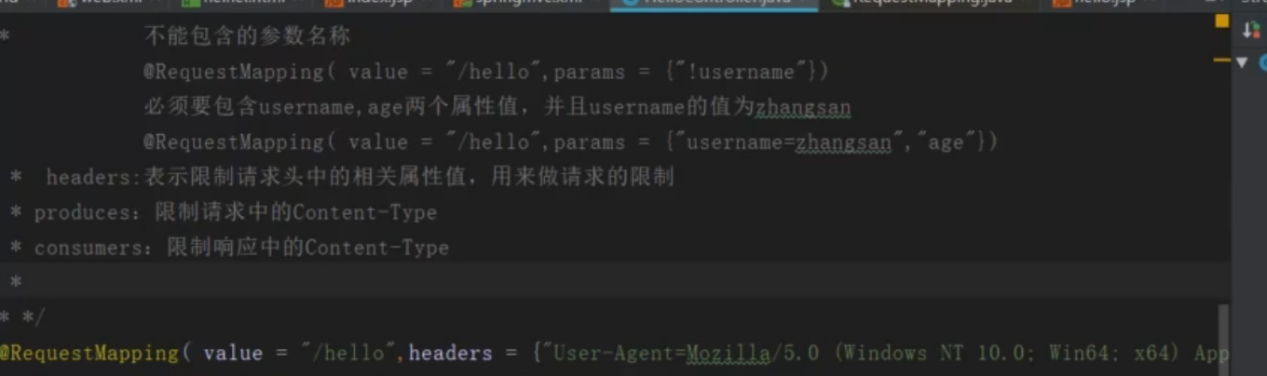 index.jsp
* 不能包含的参数名称
@RequestMapping( value = "/hello",params = {"!username"})
必须要包含username,age两个属性值，并且username的值为zhangsan
@RequestMapping( value = "/hello",params = {"username=zhangsan","age"})
* headers:表示限制请求头中的相关属性值，用来做请求的限制
* produces：限制请求中的Content-Type
* consumers：限制响应中的Content-Type
*
* */
@RequestMapping( value = "/hello",headers = {"User-Agent=Mozilla/5.0 (Windows NT 10.0; Win64; x64) App